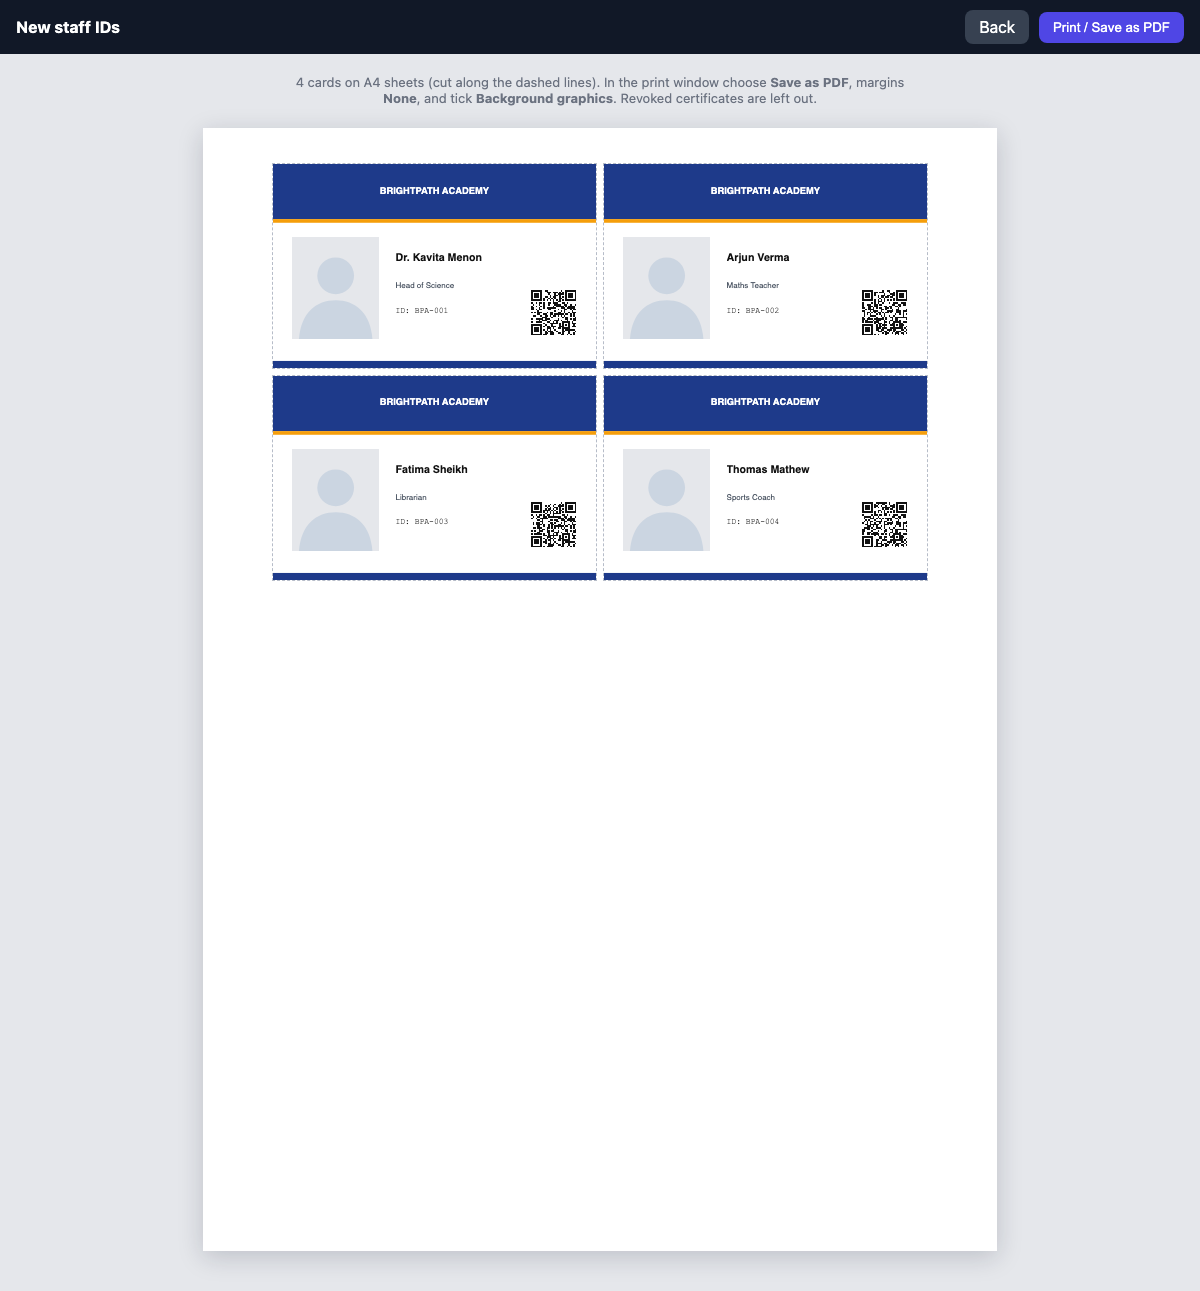 New staff IDs
Back
Print / Save as PDF
4 cards on A4 sheets (cut along the dashed lines). In the print window choose Save as PDF, margins
None, and tick Background graphics. Revoked certificates are left out.
BRIGHTPATH ACADEMY
Dr. Kavita Menon
Head of Science
ID: BPA-001
BRIGHTPATH ACADEMY
Arjun Verma
Maths Teacher
ID: BPA-002
BRIGHTPATH ACADEMY
Fatima Sheikh
Librarian
ID: BPA-003
BRIGHTPATH ACADEMY
Thomas Mathew
Sports Coach
ID: BPA-004